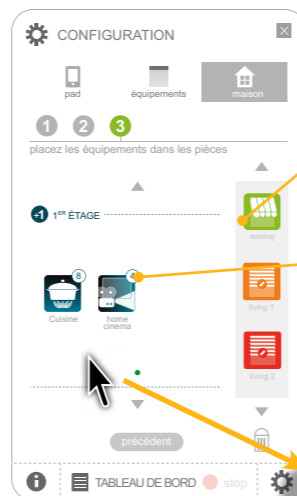 CONFIGURATION
pad
équipements
maison
1 2 3
placez les équipements dans les pièces
+1 1ER ÉTAGE
awning
8
4
Cuisine
home cinema
living 1
living 2
précédent
TABLEAU DE BORD
stop